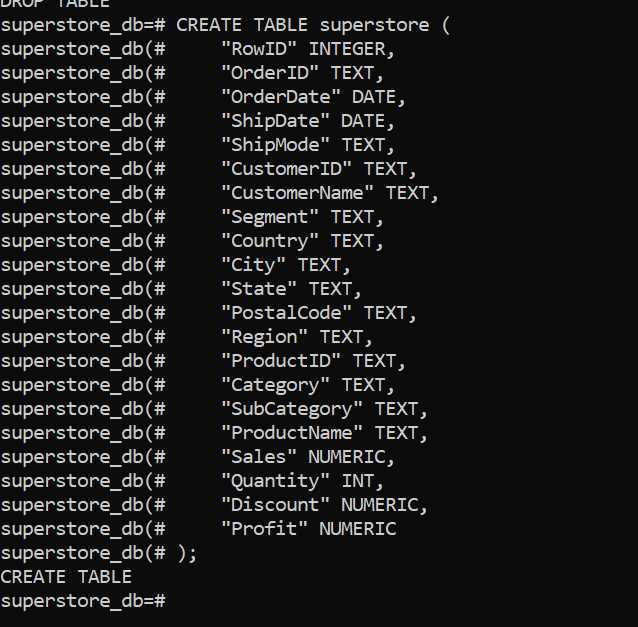 DROP TABLE
superstore_db=# CREATE TABLE superstore (
superstore_db(#     "RowID" INTEGER,
superstore_db(#     "OrderID" TEXT,
superstore_db(#     "OrderDate" DATE,
superstore_db(#     "ShipDate" DATE,
superstore_db(#     "ShipMode" TEXT,
superstore_db(#     "CustomerID" TEXT,
superstore_db(#     "CustomerName" TEXT,
superstore_db(#     "Segment" TEXT,
superstore_db(#     "Country" TEXT,
superstore_db(#     "City" TEXT,
superstore_db(#     "State" TEXT,
superstore_db(#     "PostalCode" TEXT,
superstore_db(#     "Region" TEXT,
superstore_db(#     "ProductID" TEXT,
superstore_db(#     "Category" TEXT,
superstore_db(#     "SubCategory" TEXT,
superstore_db(#     "ProductName" TEXT,
superstore_db(#     "Sales" NUMERIC,
superstore_db(#     "Quantity" INT,
superstore_db(#     "Discount" NUMERIC,
superstore_db(#     "Profit" NUMERIC
superstore_db(# );
CREATE TABLE
superstore_db=#